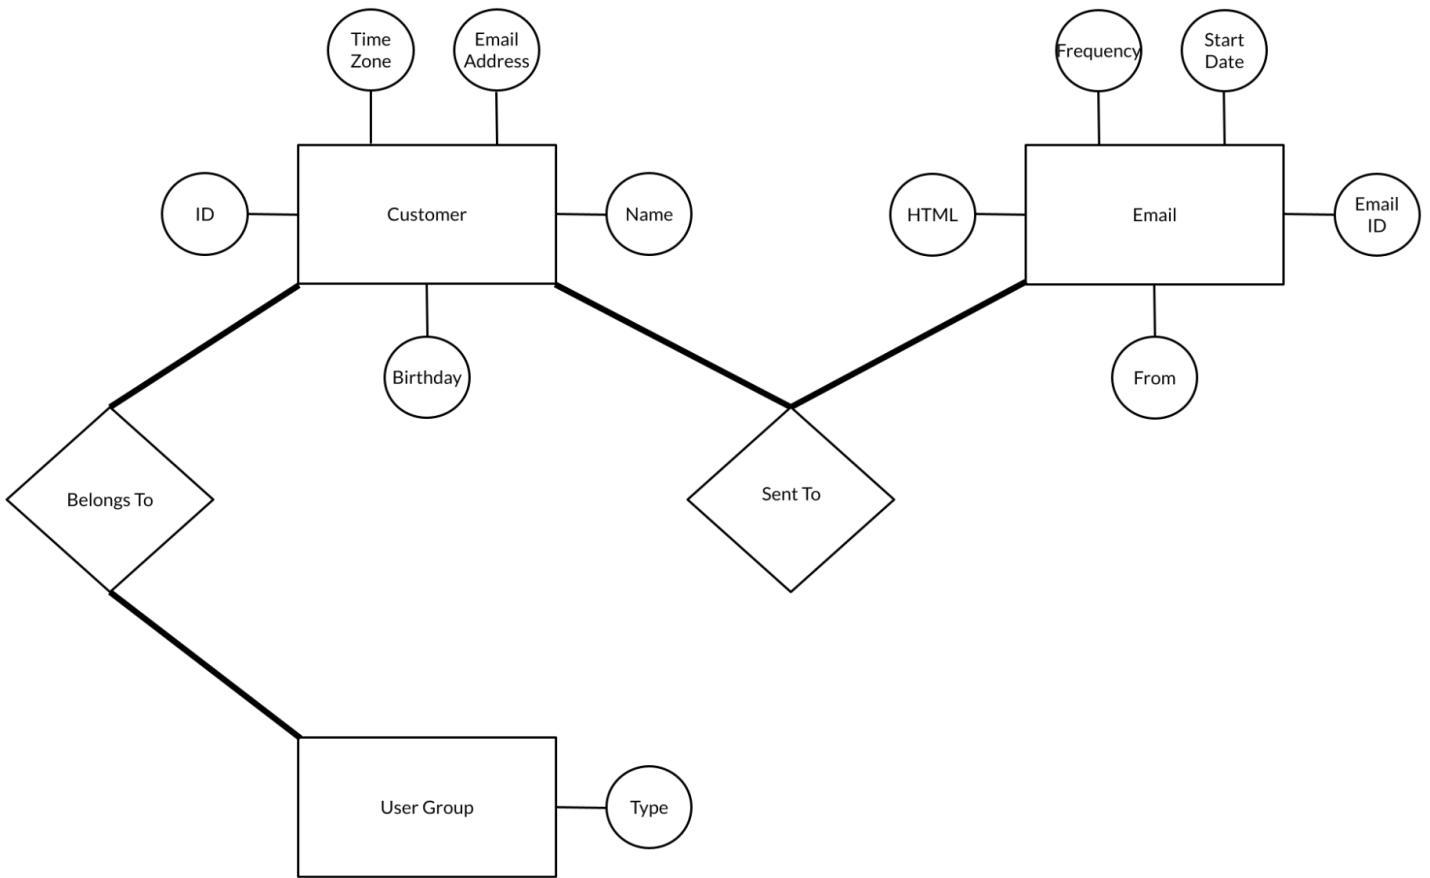 Time
Zone
Email
Address
Frequency
Start
Date
ID
Customer
Name
HTML
Email
Email
ID
Birthday
From
Belongs To
Sent To
User Group
Type